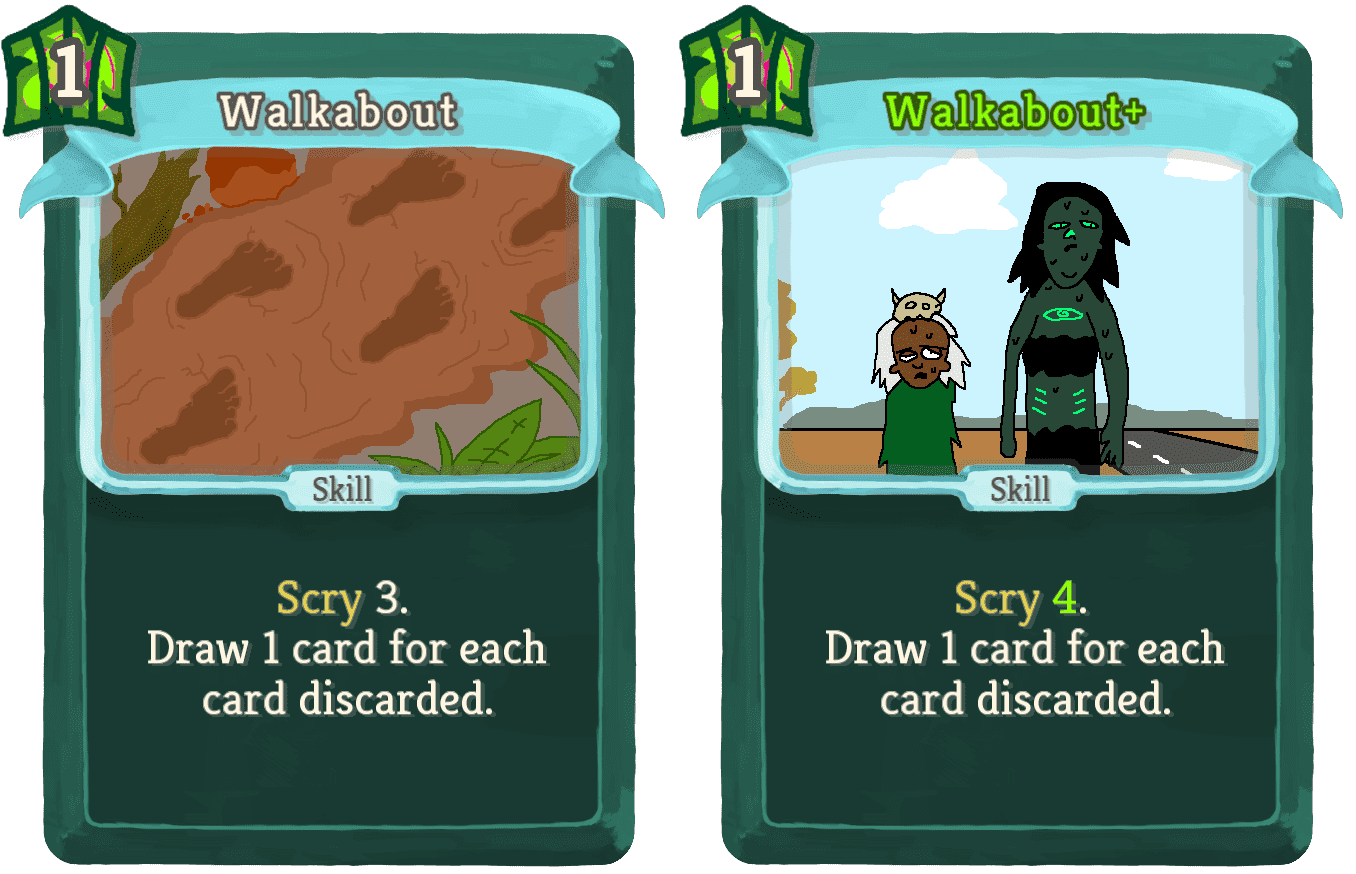 1
Walkabout
Skill
Scry 3.
Draw 1 card for each
card discarded.
1
Walkabout+
Skill
Scry 4.
Draw 1 card for each
card discarded.